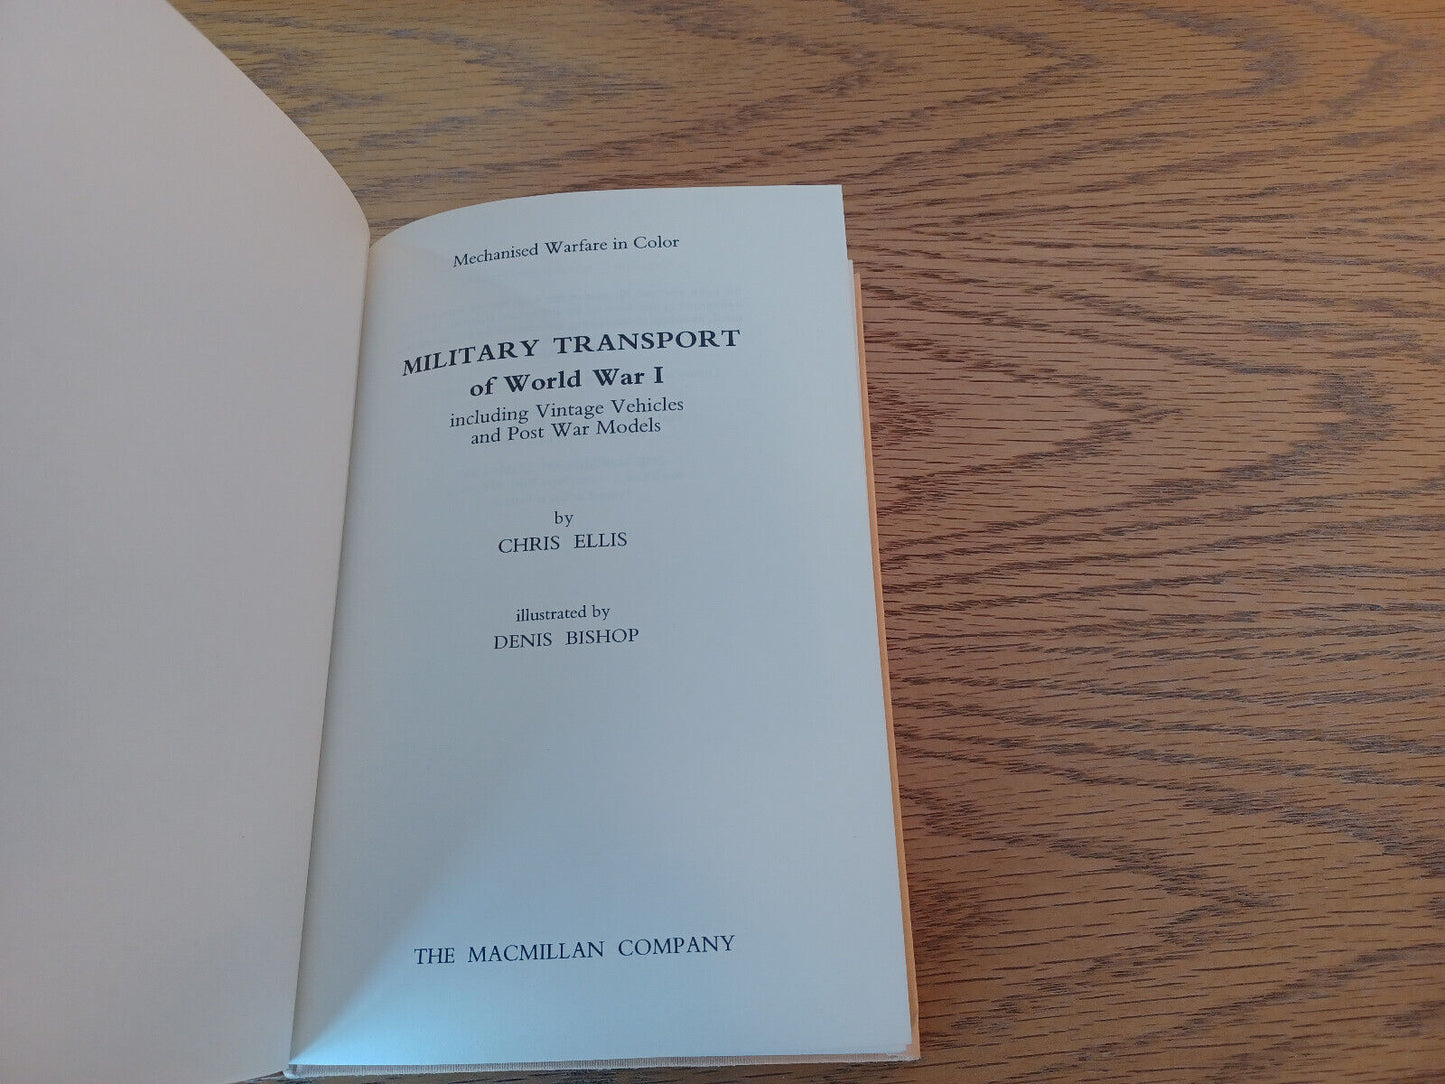 Mechanised Warfare in Color
MILITARY TRANSPORT
of World War I
including Vintage Vehicles
and Post War Models
by
CHRIS ELLIS
illustrated by
DENIS BISHOP
THE MACMILLAN COMPANY